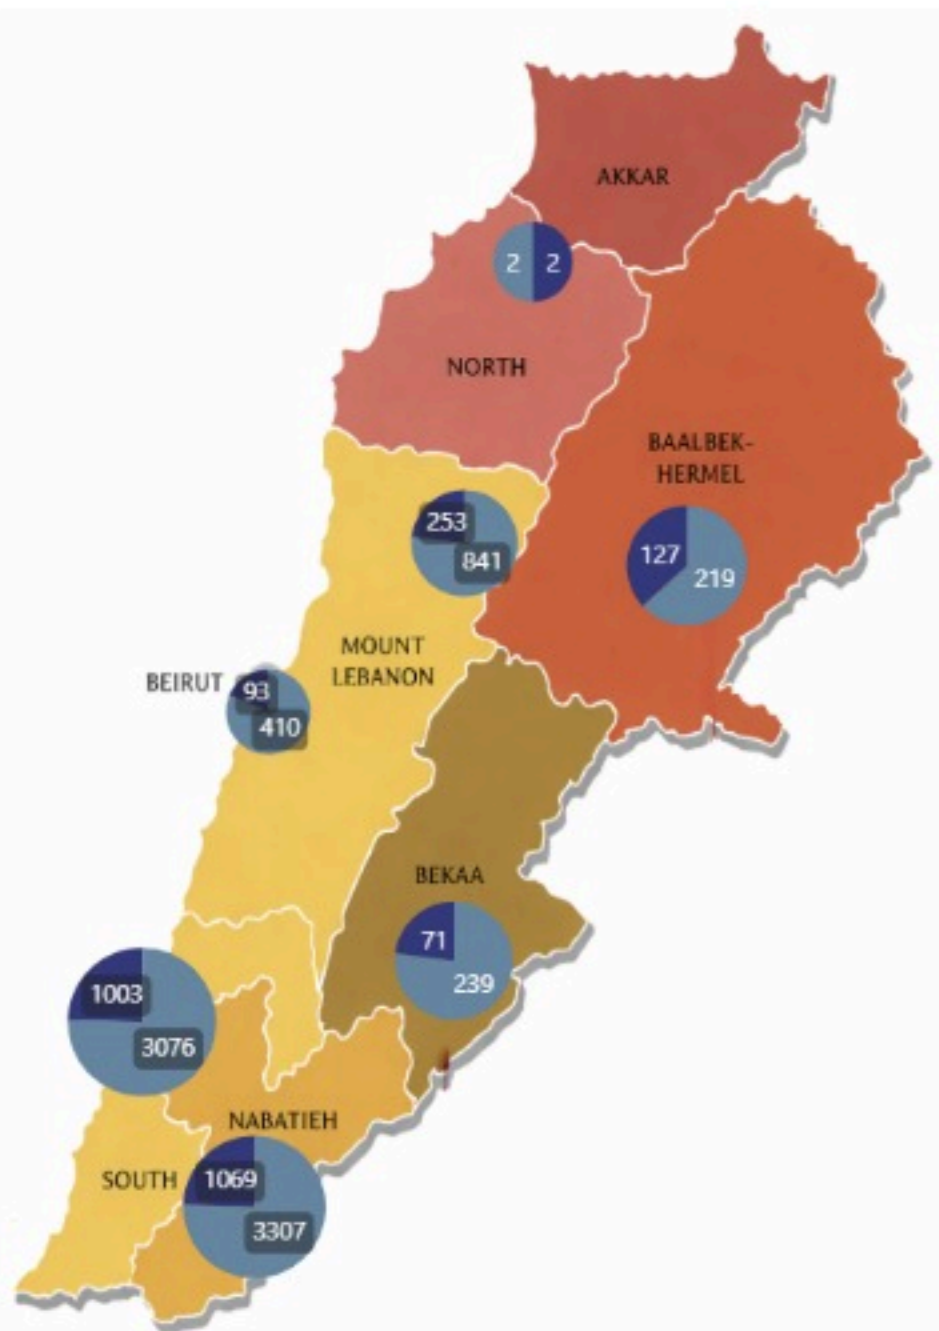 AKKAR
2 2
NORTH
BAALBEK-
HERMEL
253
841
127
219
MOUNT
LEBANON
BEIRUT
93
410
BEKAA
71
239
1003
3076
NABATIEH
SOUTH
1069
3307